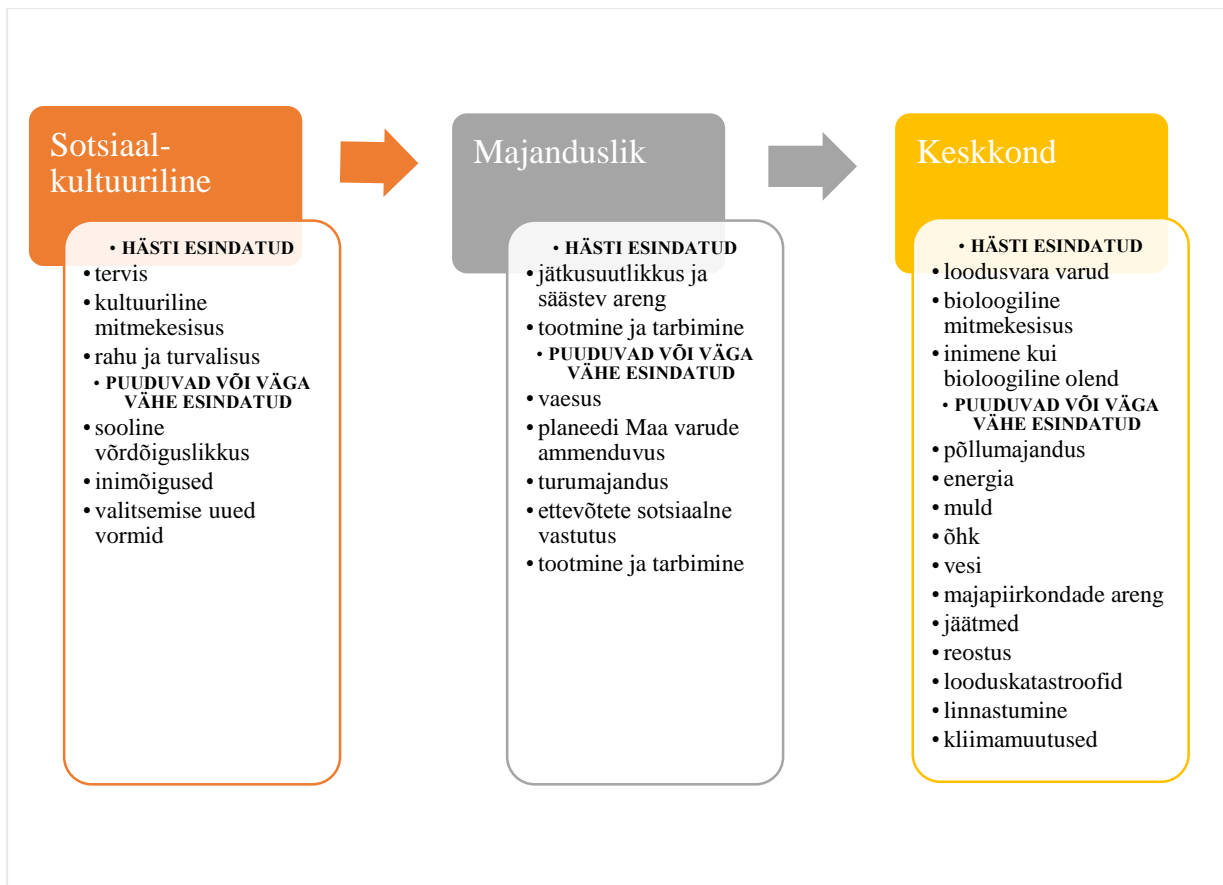 Sotsiaal-
kultuuriline
• HÄSTI ESINDATUD
• tervis
• kultuuriline
mitmekesisus
• rahu ja turvalisus
• PUUDUVAD VÕI VÄGA
VÄHE ESINDATUD
• sooline
võrdõiguslikkus
• inimõigused
• valitsemise uued
vormid
Majanduslik
• HÄSTI ESINDATUD
• jätkusuutlikkus ja
säästev areng
• tootmine ja tarbimine
• PUUDUVAD VÕI VÄGA
VÄHE ESINDATUD
• vaesus
• planeedi Maa varude
ammenduvus
• turumajandus
• ettevõtete sotsiaalne
vastutus
• tootmine ja tarbimine
Keskkond
• HÄSTI ESINDATUD
• loodusvara varud
• bioloogiline
mitmekesisus
• inimene kui
bioloogiline olend
• PUUDUVAD VÕI VÄGA
VÄHE ESINDATUD
• põllumajandus
• energia
• muld
• õhk
• vesi
• majapiirkondade areng
• jäätmed
• reostus
• looduskatastroofid
• linnastumine
• kliimamuutused